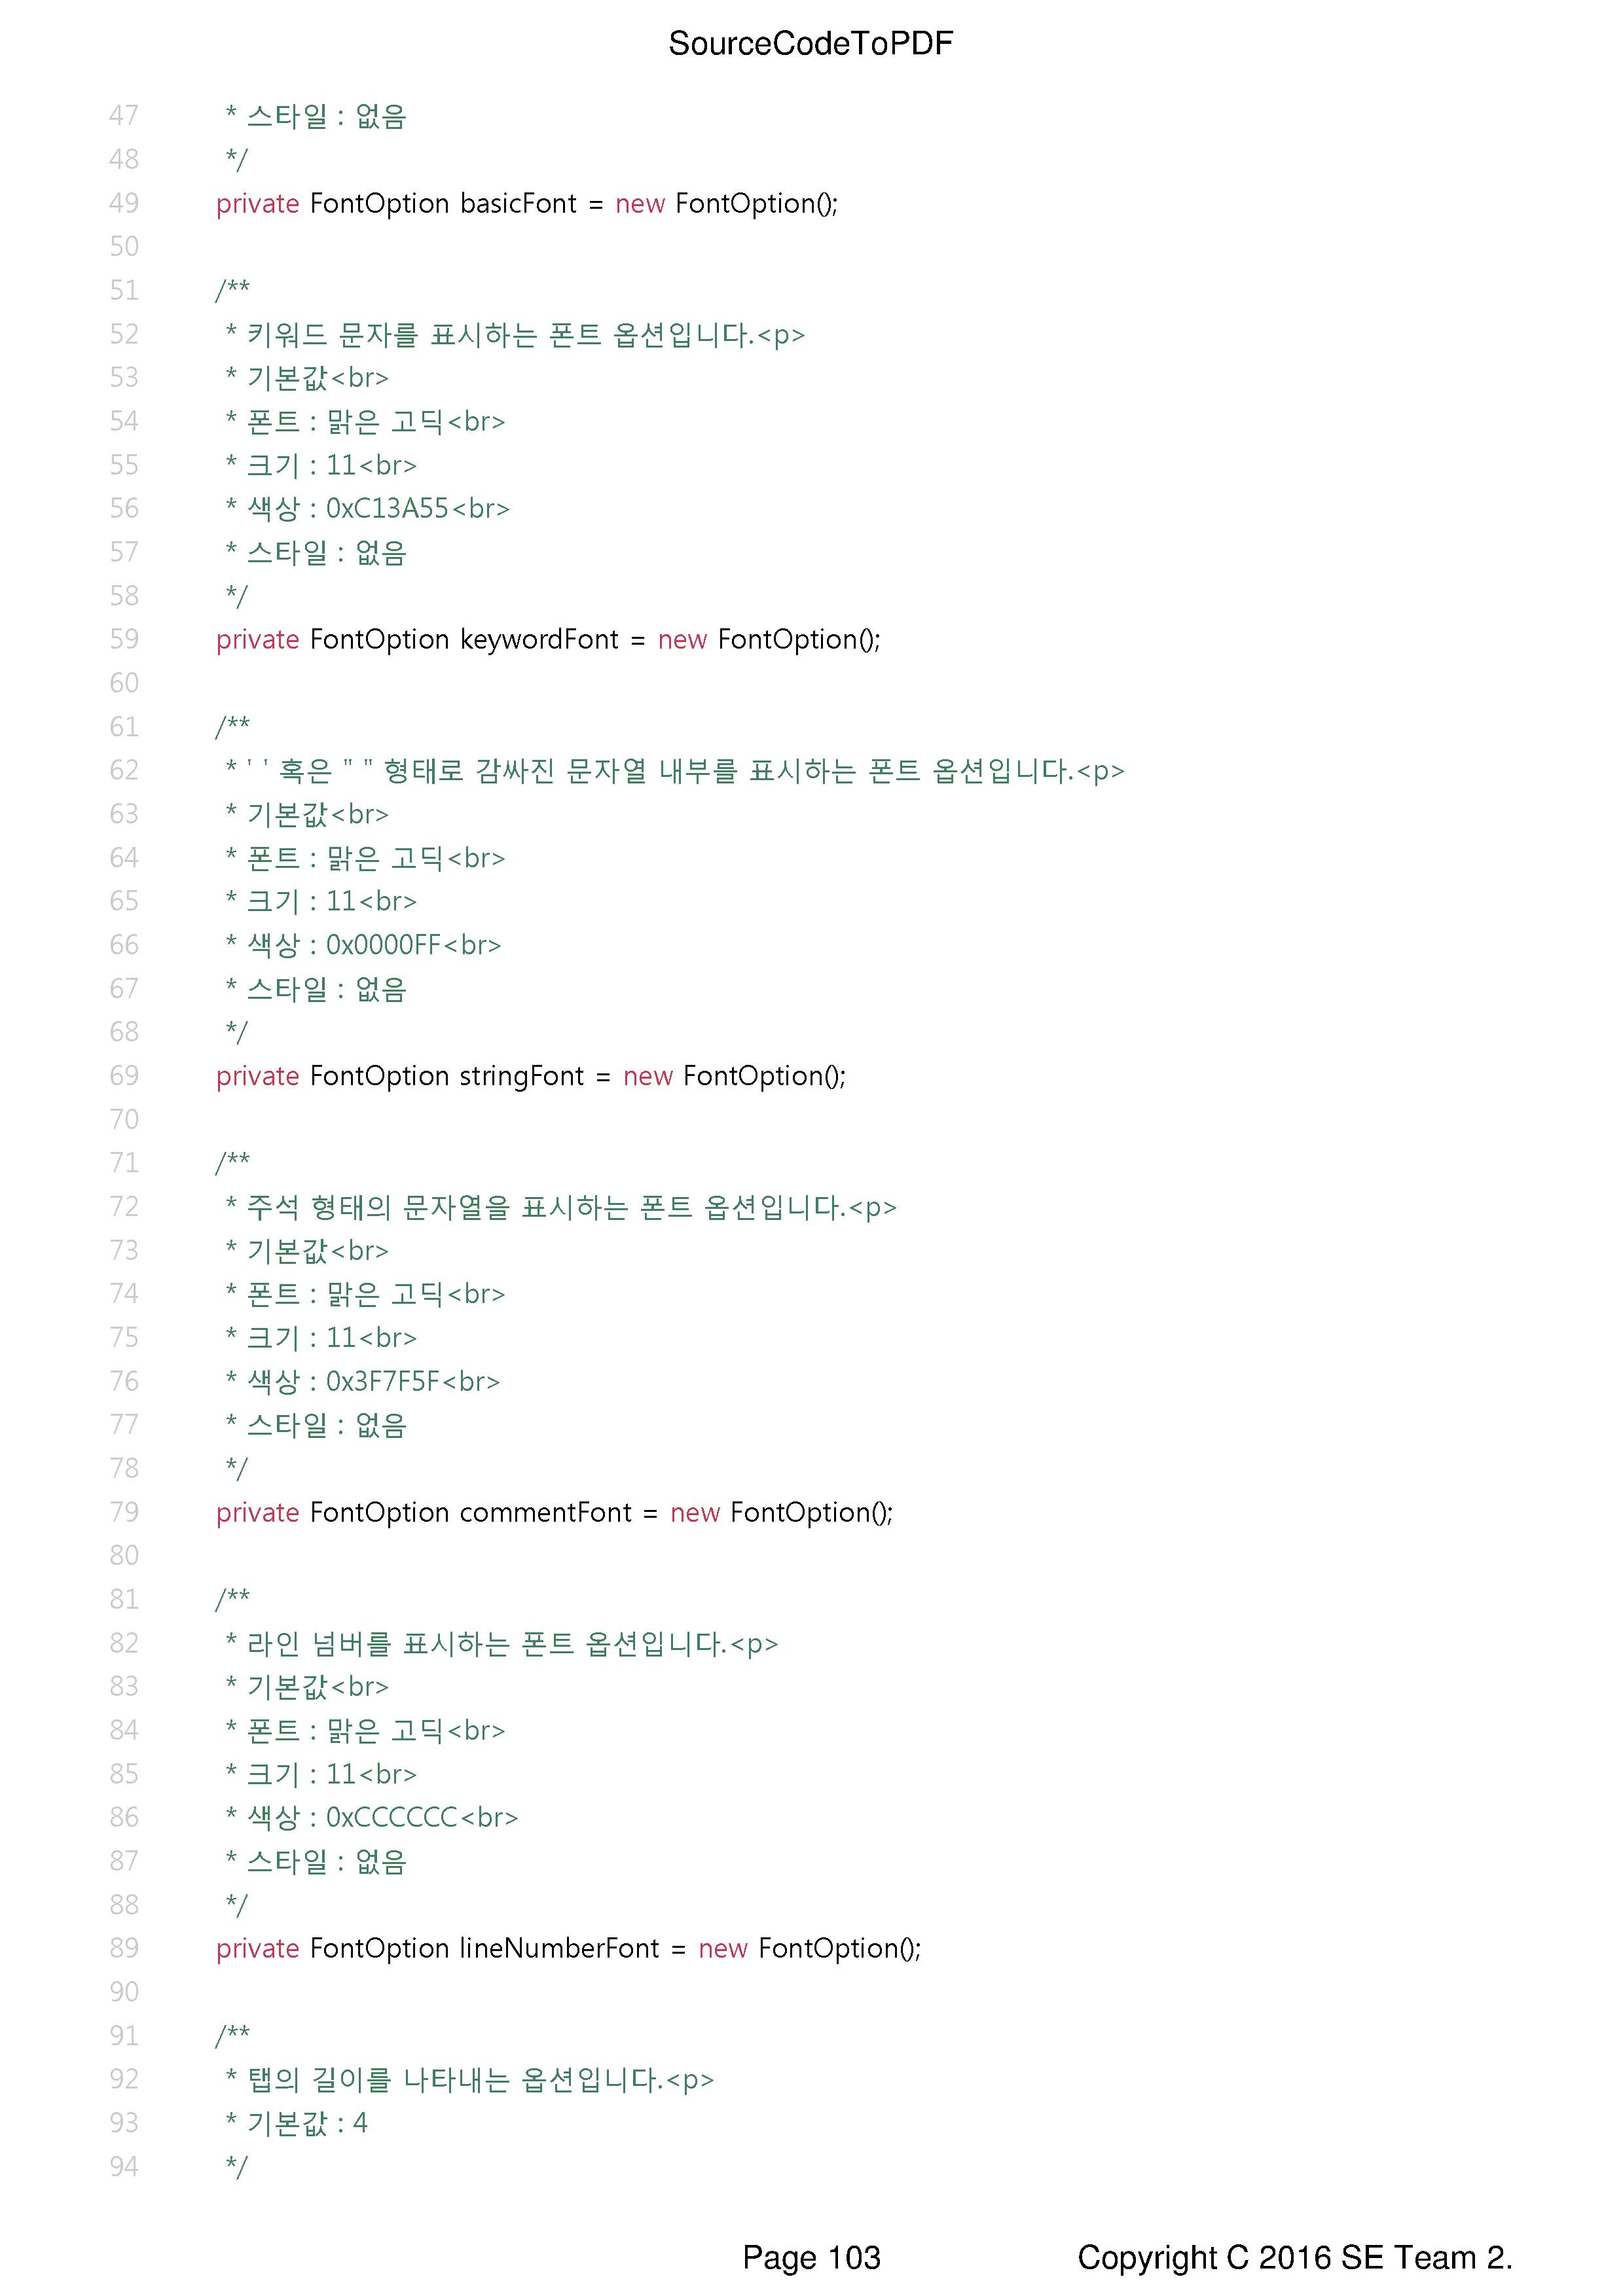 SourceCodeToPDF
47 * 스타일 : 없음
48 */
49 private FontOption basicFont = new FontOption();
50
51 /**
52 * 키워드 문자를 표시하는 폰트 옵션입니다.<p>
53 * 기본값<br>
54 * 폰트 : 맑은 고딕<br>
55 * 크기 : 11<br>
56 * 색상 : 0xC13A55<br>
57 * 스타일 : 없음
58 */
59 private FontOption keywordFont = new FontOption();
60
61 /**
62 * ' ' 혹은 " " 형태로 감싸진 문자열 내부를 표시하는 폰트 옵션입니다.<p>
63 * 기본값<br>
64 * 폰트 : 맑은 고딕<br>
65 * 크기 : 11<br>
66 * 색상 : 0x0000FF<br>
67 * 스타일 : 없음
68 */
69 private FontOption stringFont = new FontOption();
70
71 /**
72 * 주석 형태의 문자열을 표시하는 폰트 옵션입니다.<p>
73 * 기본값<br>
74 * 폰트 : 맑은 고딕<br>
75 * 크기 : 11<br>
76 * 색상 : 0x3F7F5F<br>
77 * 스타일 : 없음
78 */
79 private FontOption commentFont = new FontOption();
80
81 /**
82 * 라인 넘버를 표시하는 폰트 옵션입니다.<p>
83 * 기본값<br>
84 * 폰트 : 맑은 고딕<br>
85 * 크기 : 11<br>
86 * 색상 : 0xCCCCCC<br>
87 * 스타일 : 없음
88 */
89 private FontOption lineNumberFont = new FontOption();
90
91 /**
92 * 탭의 길이를 나타내는 옵션입니다.<p>
93 * 기본값 : 4
94 */
Page 103 Copyright C 2016 SE Team 2.